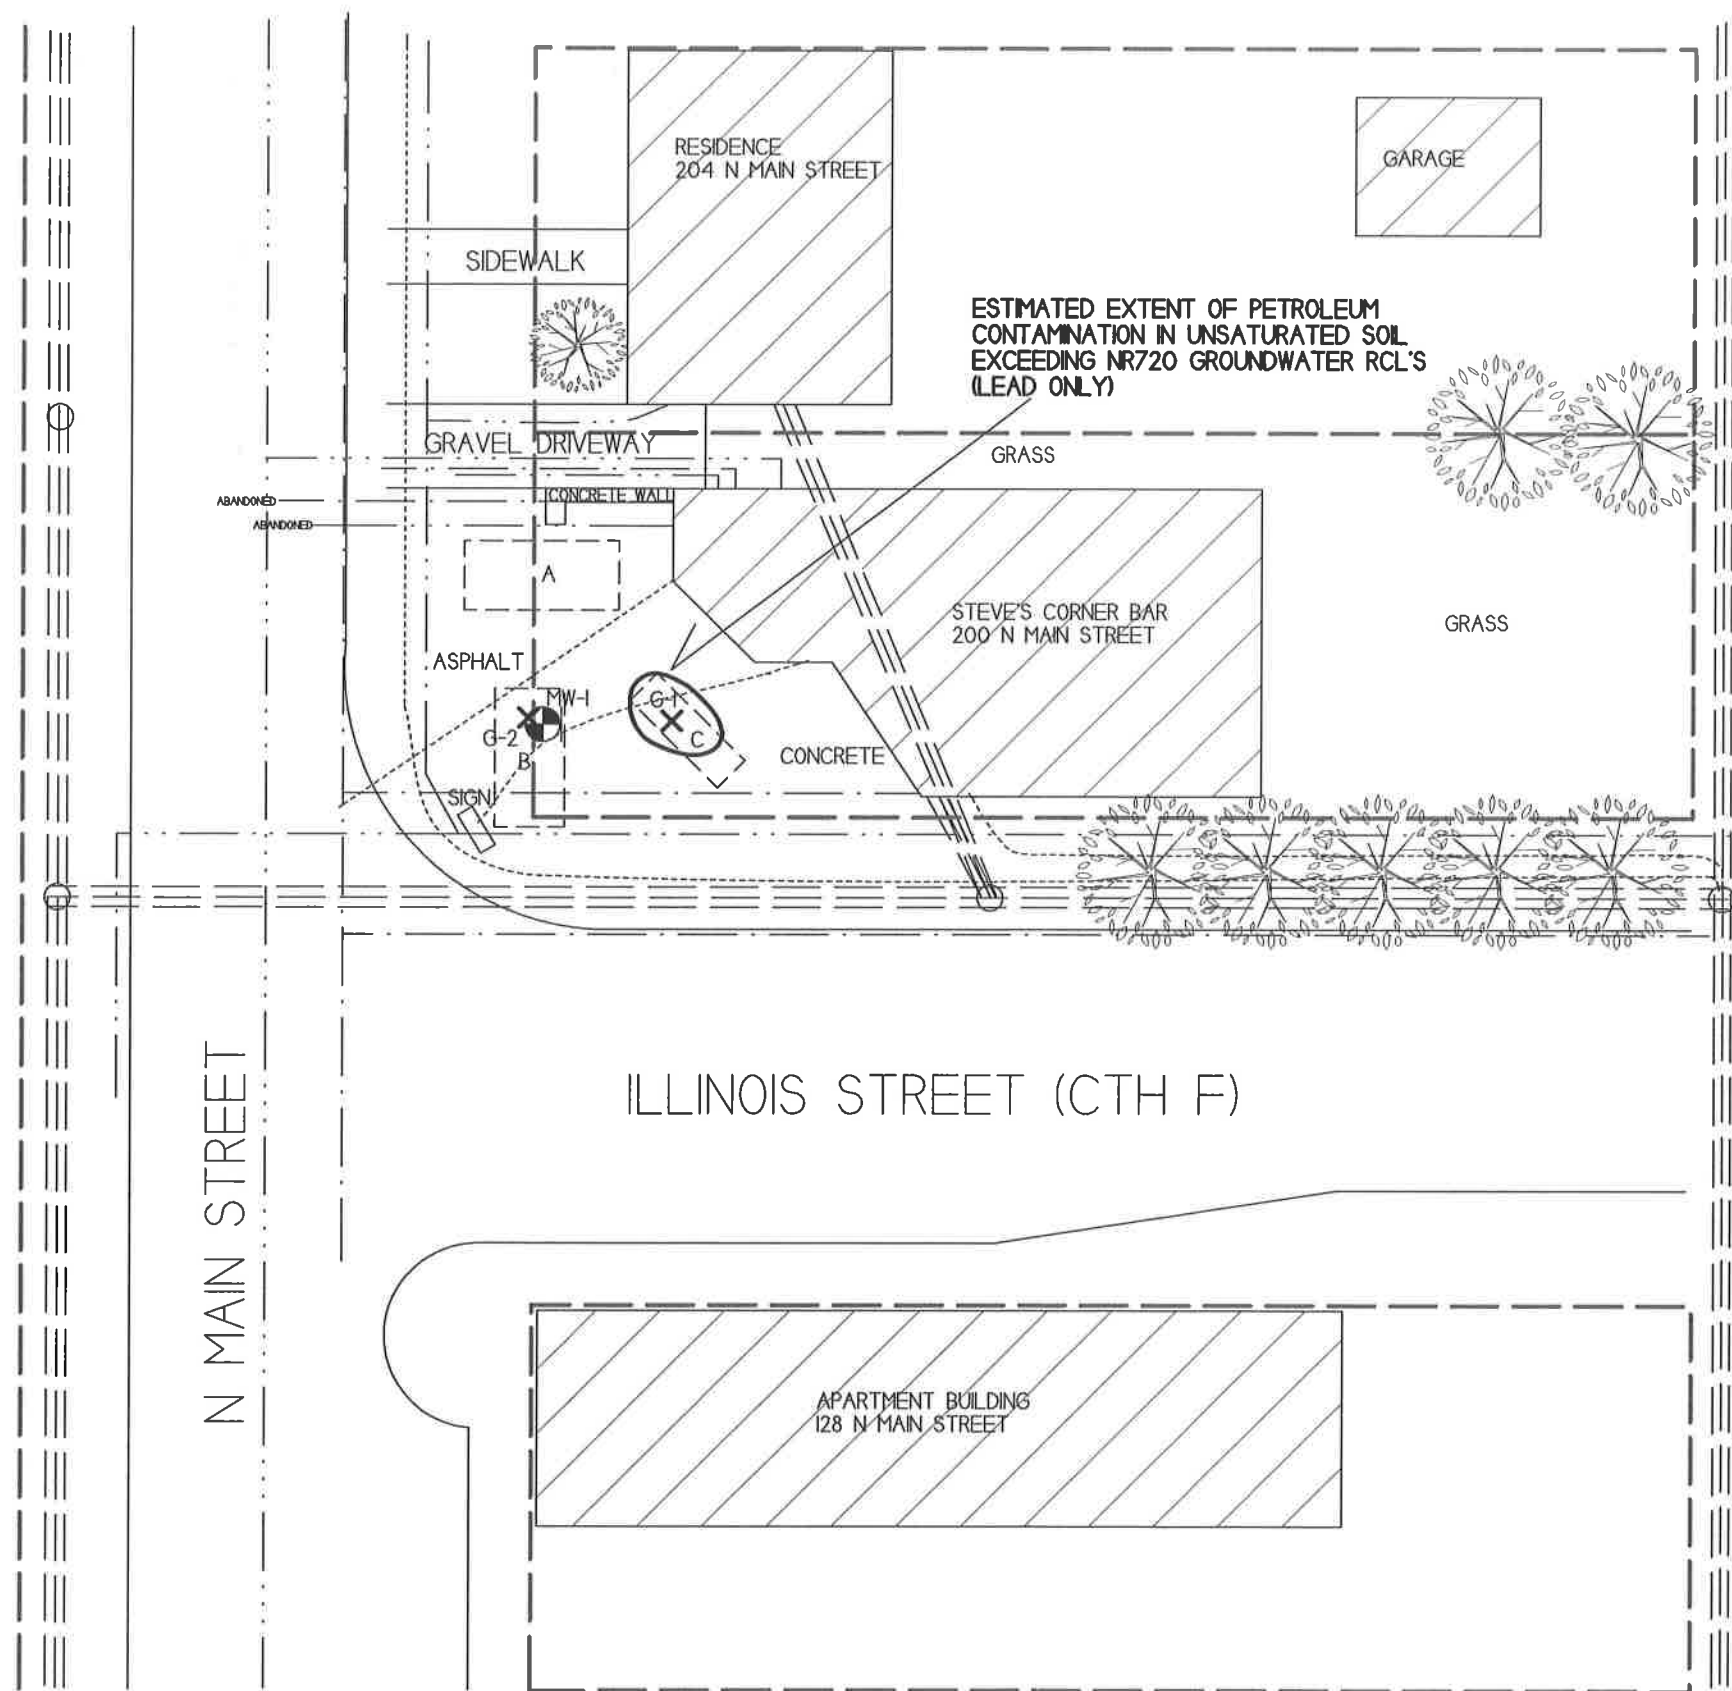 RESIDENCE
204 N MAIN STREET
GARAGE
SIDEWALK
ESTIMATED EXTENT OF PETROLEUM
CONTAMINATION IN UNSATURATED SOIL
EXCEEDING NR720 GROUNDWATER RCL'S
(LEAD ONLY)
GRAVEL DRIVEWAY
GRASS
ABANDONED
CONCRETE WALL
ABANDONED
A
STEVE'S CORNER BAR
200 N MAIN STREET
GRASS
ASPHALT
MW-1
G-1
G-2
C
B
CONCRETE
SIGN
N MAIN STREET
ILLINOIS STREET (CTH F)
APARTMENT BUILDING
128 N MAIN STREET